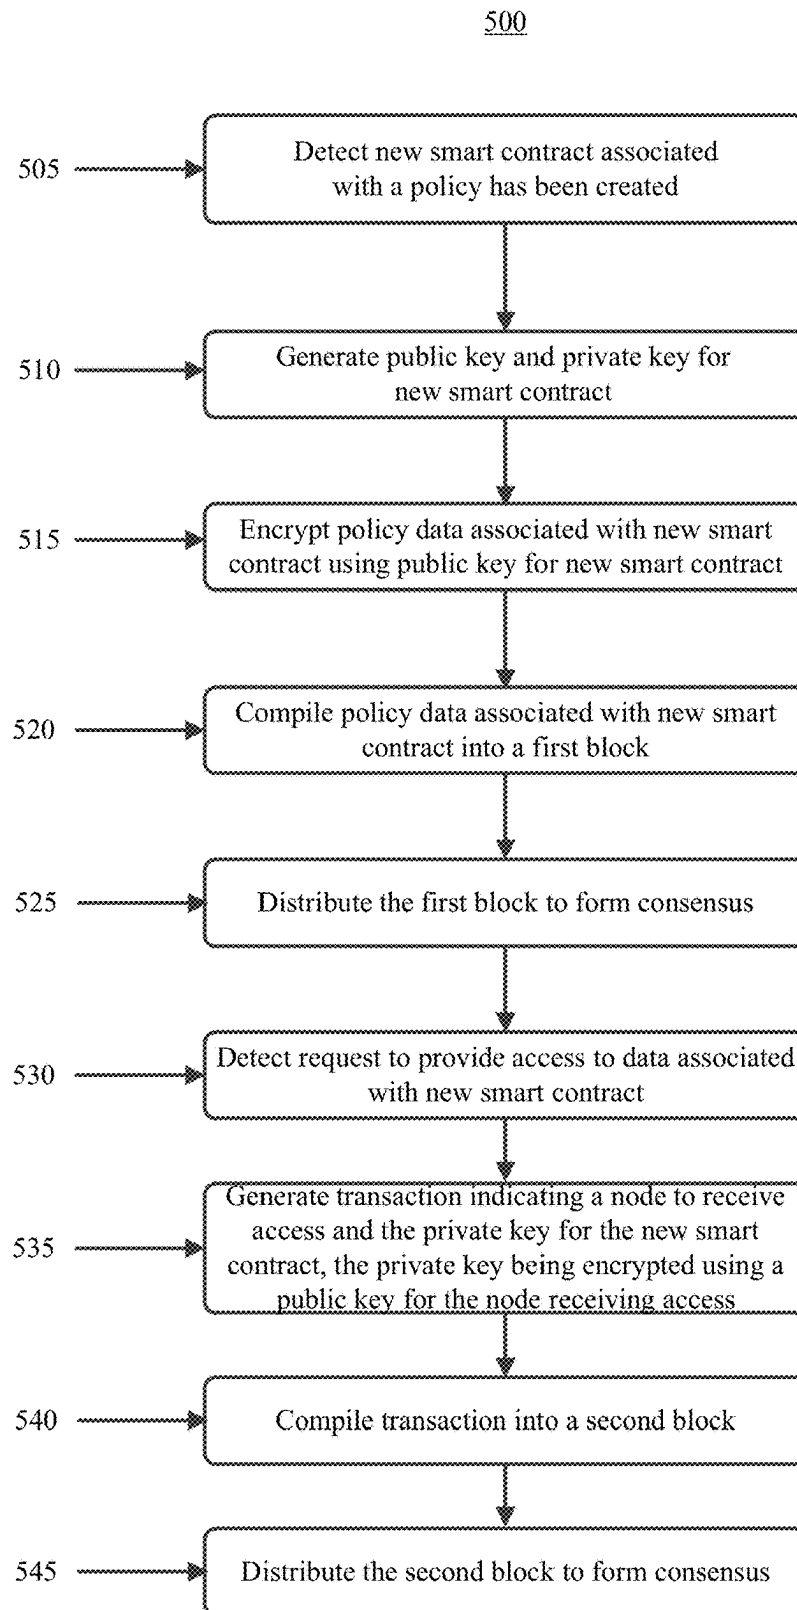 500
505
Detect new smart contract associated
with a policy has been created
510
Generate public key and private key for
new smart contract
515
Encrypt policy data associated with new smart
contract using public key for new smart contract
520
Compile policy data associated with new smart
contract into a first block
525
Distribute the first block to form consensus
530
Detect request to provide access to data associated
with new smart contract
535
Generate transaction indicating a node to receive
access and the private key for the new smart
contract, the private key being encrypted using a
public key for the node receiving access
540
Compile transaction into a second block
545
Distribute the second block to form consensus